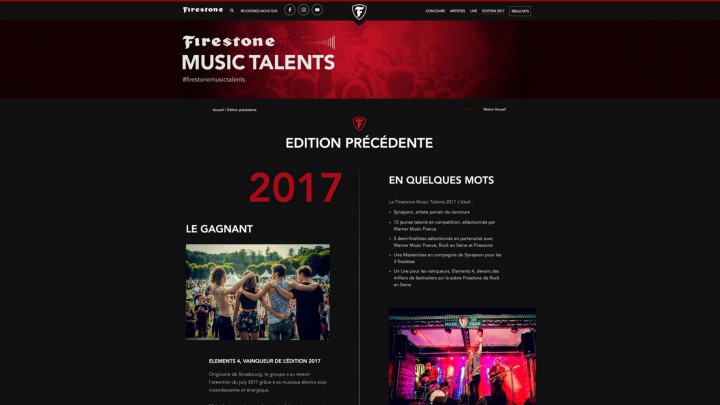 Firestone
REJOIGNEZ-NOUS SUR
CONCOURS
ARTISTES
LIVE
EDITION 2017
RÉSULTATS
Firestone
MUSIC TALENTS
#firestonemusictalents
Accueil / Edition précédente
Retour Accueil
EDITION PRÉCÉDENTE
2017
LE GAGNANT
ELEMENTS 4, VAINQUEUR DE L'ÉDITION 2017
Originaire de Strasbourg, le groupe a su retenir
l'attention du jury 2017 grâce à sa musique électro-pop
incandescente et énergique.
EN QUELQUES MOTS
Le Firestone Music Talents 2017 c'était :
- Synapson, artiste parrain du concours
- 15 jeunes talents en compétition, sélectionnés par
Warner Music France.
- 3 demi-finalistes sélectionnés en partenariat avec
Warner Music France, Rock en Seine et Firestone
- Une Masterclass en compagnie de Synapson pour les
3 finalistes
- Un Live pour les vainqueurs, Elements 4, devant des
milliers de festivaliers sur la scène Firestone de Rock
en Seine
MUSIC
TOUR